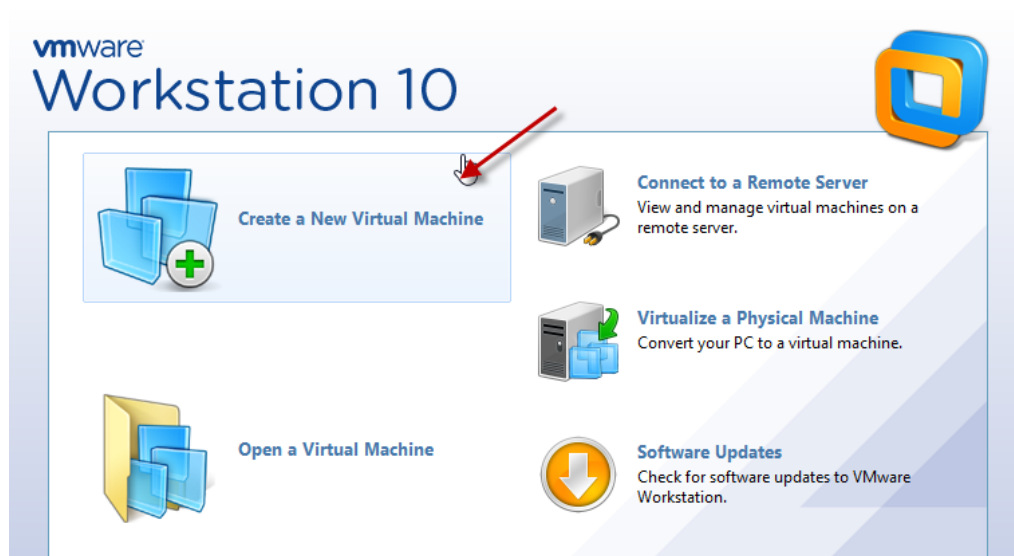 vmware
Workstation 10
Create a New Virtual Machine
Open a Virtual Machine
Connect to a Remote Server
View and manage virtual machines on a
remote server.
Virtualize a Physical Machine
Convert your PC to a virtual machine.
Software Updates
Check for software updates to VMware
Workstation.